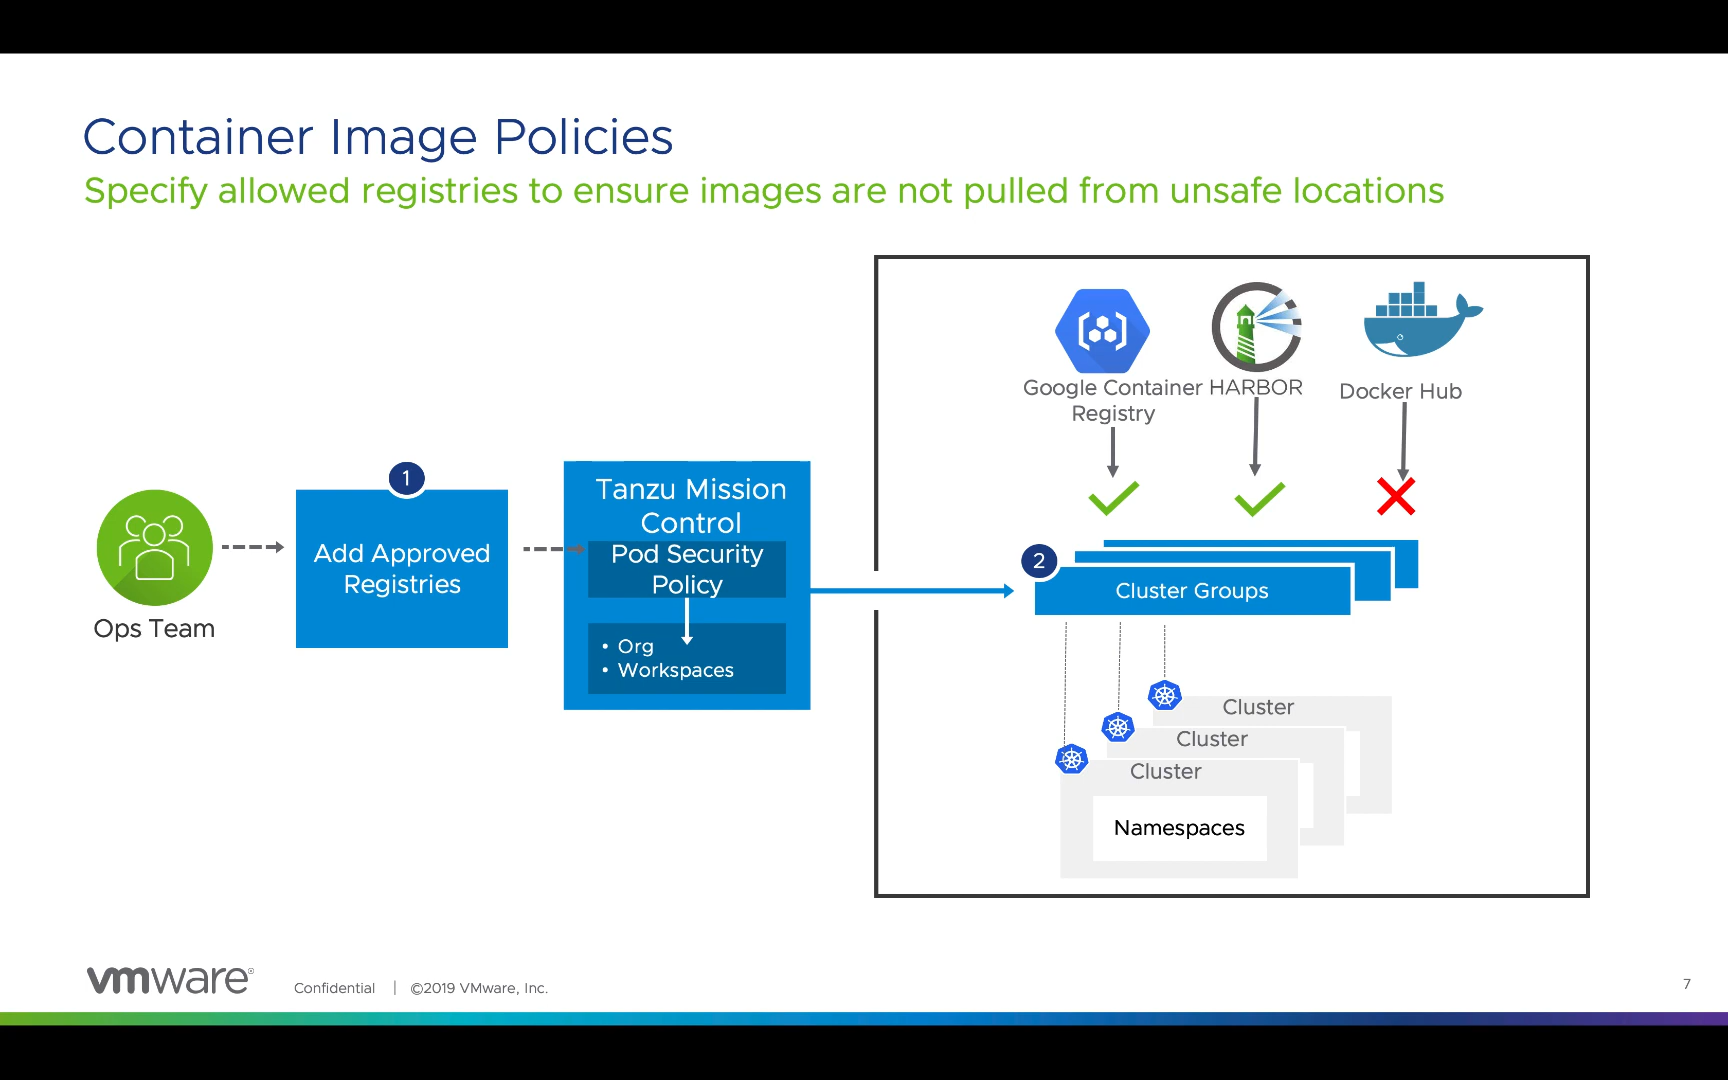 Container Image Policies
Specify allowed registries to ensure images are not pulled from unsafe locations
Google Container
Registry
HARBOR
Docker Hub
1
Ops Team
Add Approved
Registries
Tanzu Mission
Control
Pod Security
Policy
• Org
• Workspaces
2
Cluster Groups
Cluster
Cluster
Cluster
Namespaces
vmware®
Confidential | ©2019 VMware, Inc.
7